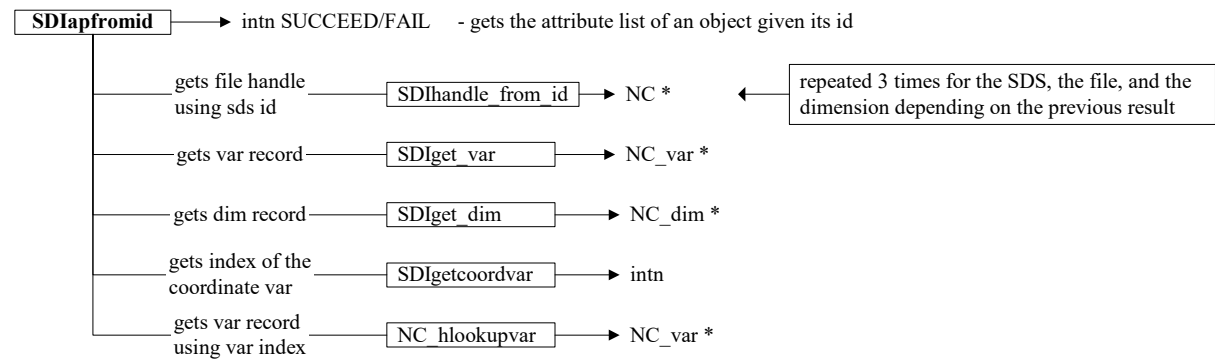 SDIapfromid intn SUCCEED/FAIL - gets the attribute list of an object given its id
gets file handle
using sds id
SDIhandle_from_id NC *
repeated 3 times for the SDS, the file, and the
dimension depending on the previous result
gets var record SDIget_var NC_var *
gets dim record SDIget_dim NC_dim *
gets index of the
coordinate var
SDIgetcoordvar intn
gets var record
using var index
NC_hlookupvar NC_var *